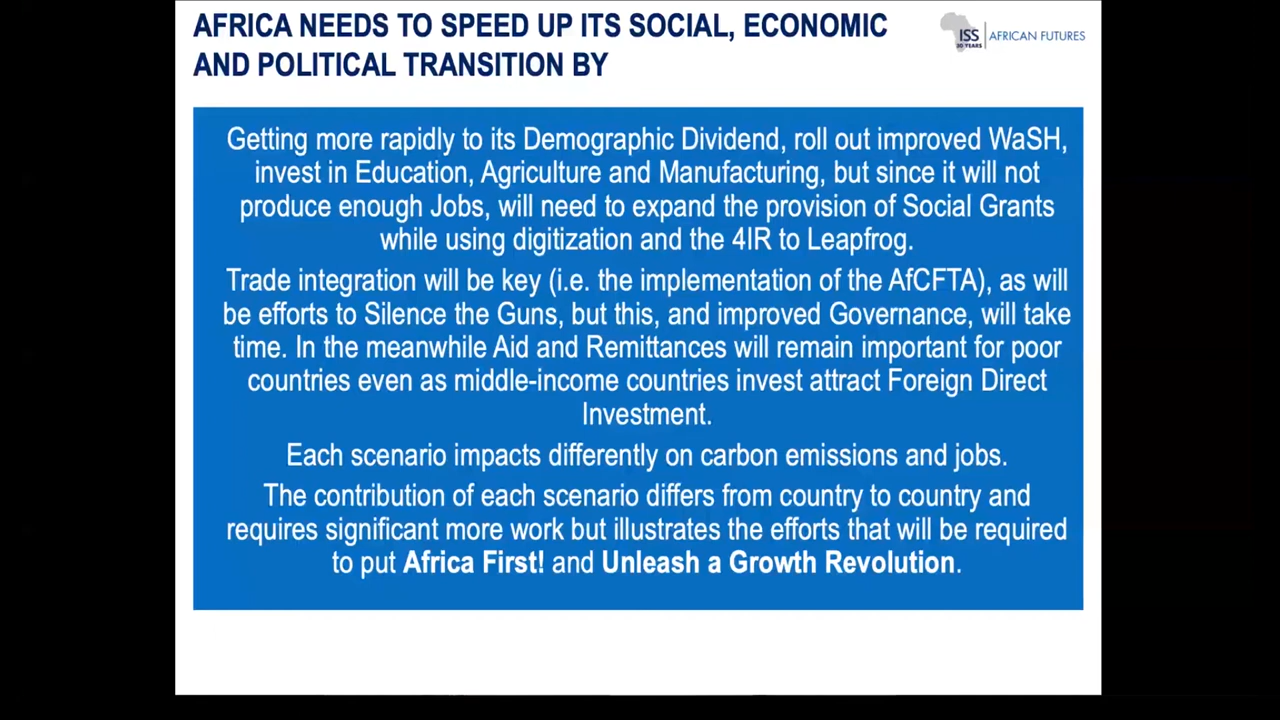 AFRICA NEEDS TO SPEED UP ITS SOCIAL, ECONOMIC
AND POLITICAL TRANSITION BY
ISS
30 YEARS
AFRICAN FUTURES
Getting more rapidly to its Demographic Dividend, roll out improved WaSH,
invest in Education, Agriculture and Manufacturing, but since it will not
produce enough Jobs, will need to expand the provision of Social Grants
while using digitization and the 4IR to Leapfrog.
Trade integration will be key (i.e. the implementation of the AfCFTA), as will
be efforts to Silence the Guns, but this, and improved Governance, will take
time. In the meanwhile Aid and Remittances will remain important for poor
countries even as middle-income countries invest attract Foreign Direct
Investment.
Each scenario impacts differently on carbon emissions and jobs.
The contribution of each scenario differs from country to country and
requires significant more work but illustrates the efforts that will be required
to put Africa First! and Unleash a Growth Revolution.